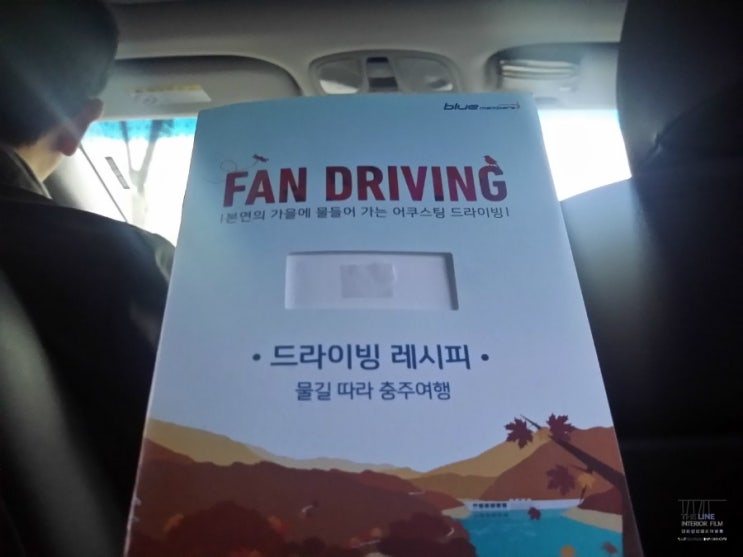 blue members
FAN DRIVING
|본연의 가을에 물들어 가는 어쿠스팅 드라이빙|
• 드라이빙 레시피 •
물길 따라 충주여행
THE LINE
INTERIOR FILM